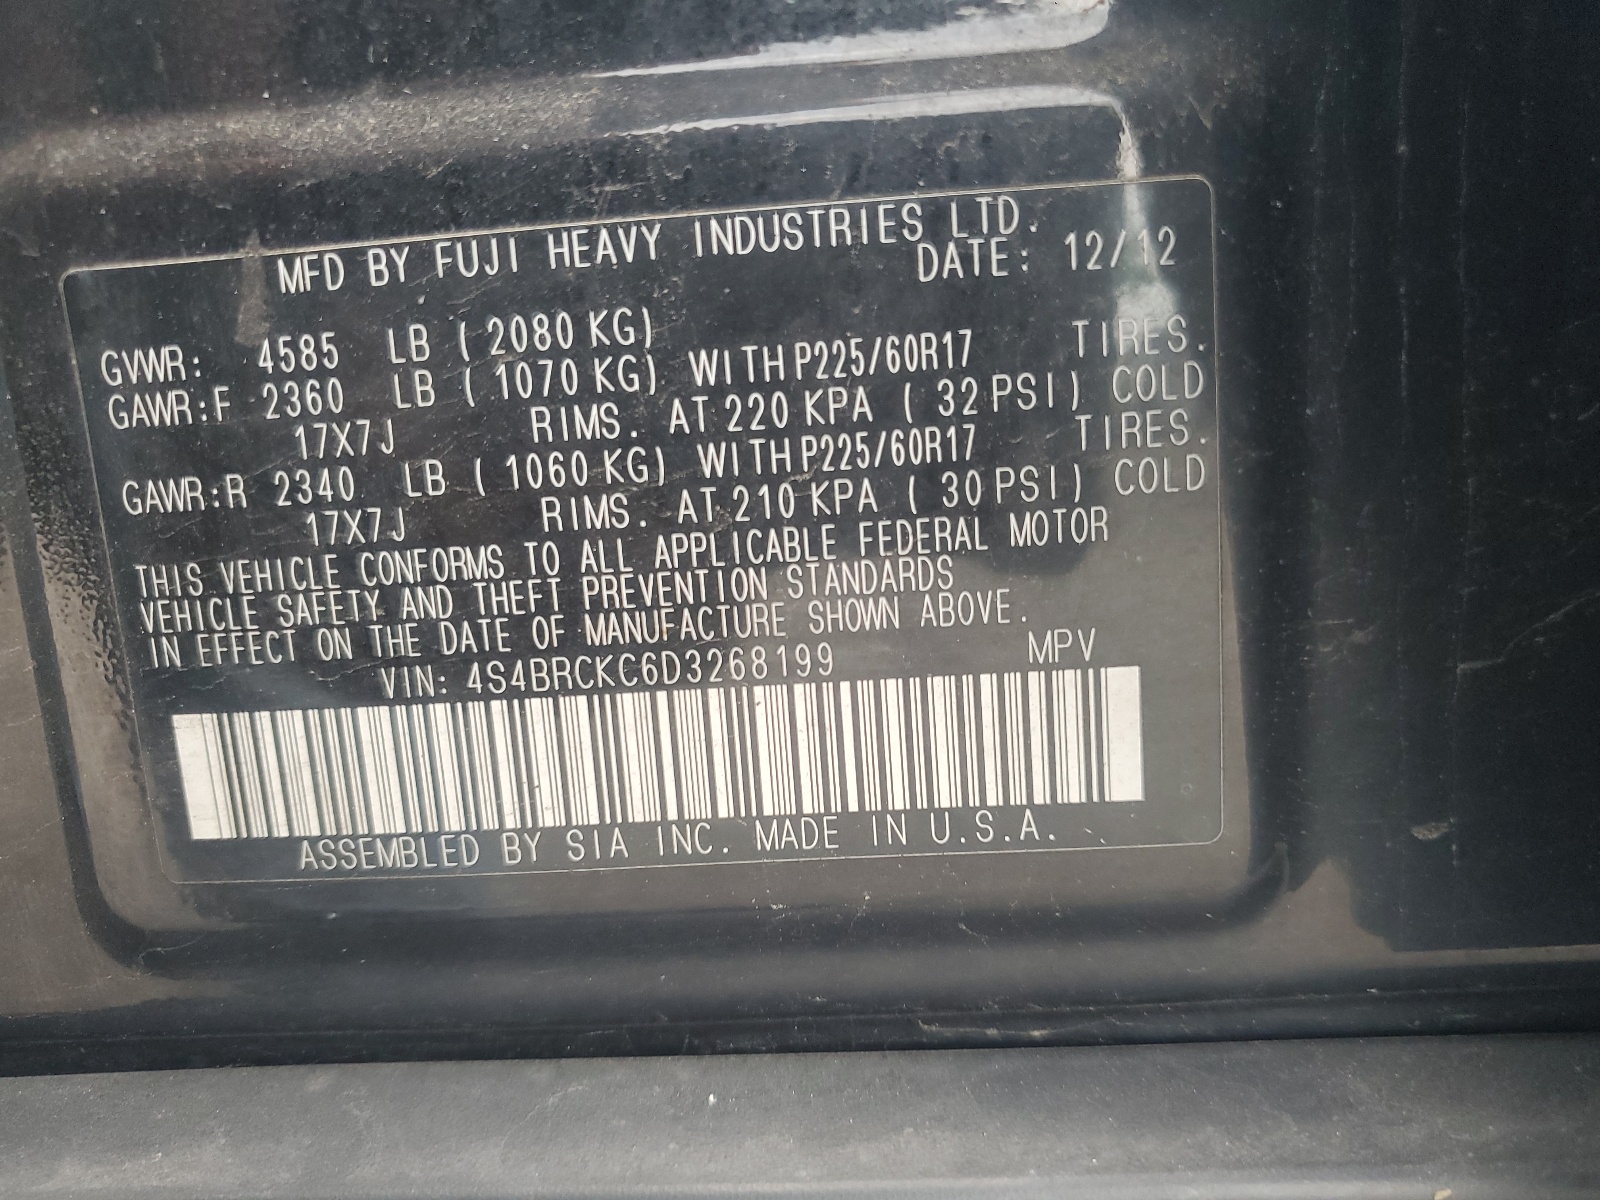 MFD BY FUJI HEAVY INDUSTRIES LTD.
DATE: 12/12
GVWR: 4585 LB (2080 KG)
GAWR:F 2360 LB (1070 KG) WITH P225/60R17 TIRES.
17X7J RIMS. AT 220 KPA (32 PSI) COLD
GAWR:R 2340 LB (1060 KG) WITH P225/60R17 TIRES.
17X7J RIMS. AT 210 KPA (30 PSI) COLD
THIS VEHICLE CONFORMS TO ALL APPLICABLE FEDERAL MOTOR
VEHICLE SAFETY AND THEFT PREVENTION STANDARDS
IN EFFECT ON THE DATE OF MANUFACTURE SHOWN ABOVE.
VIN: 4S4BRCKC6D3268199 MPV
ASSEMBLED BY SIA INC. MADE IN U.S.A.